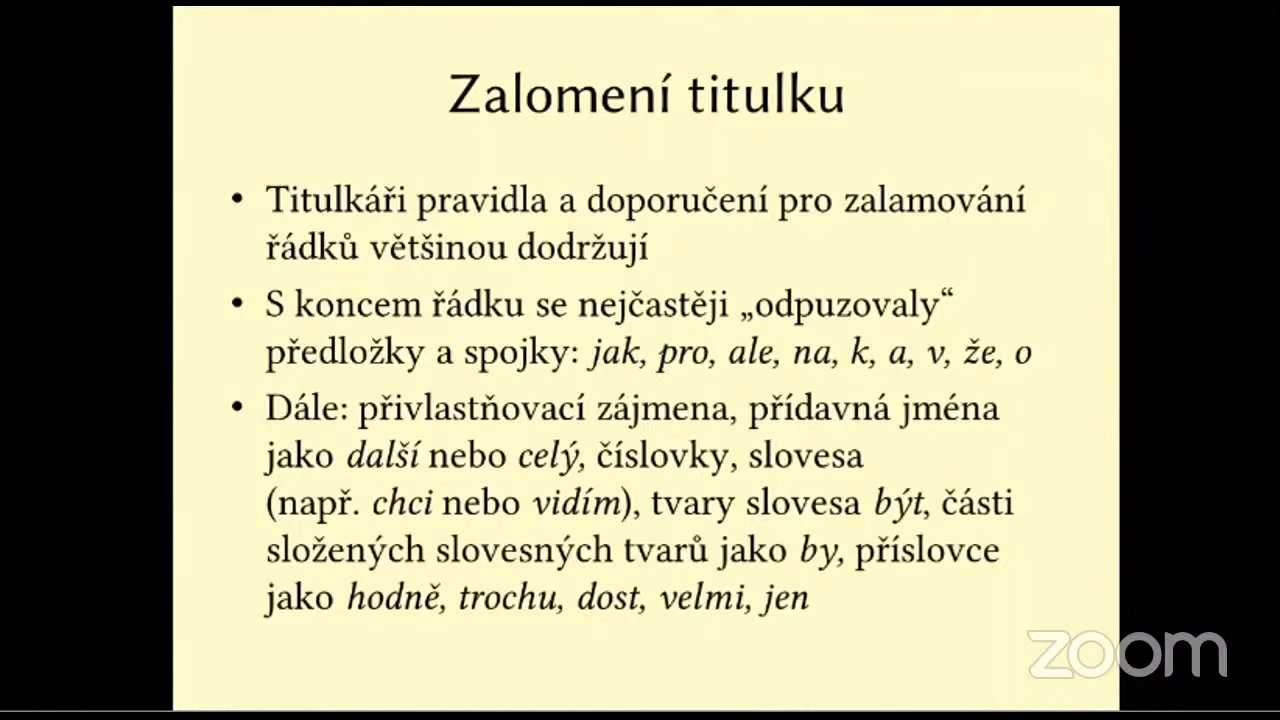 Zalomení titulku
• Titulkáři pravidla a doporučení pro zalamování
řádků většinou dodržují
• S koncem řádku se nejčastěji „odpuzovaly“
předložky a spojky: jak, pro, ale, na, k, a, v, že, o
• Dále: přivlastňovací zájmena, přídavná jména
jako další nebo celý, číslovky, slovesa
(např. chci nebo vidím), tvary slovesa být, části
složených slovesných tvarů jako by, příslovce
jako hodně, trochu, dost, velmi, jen
zoom